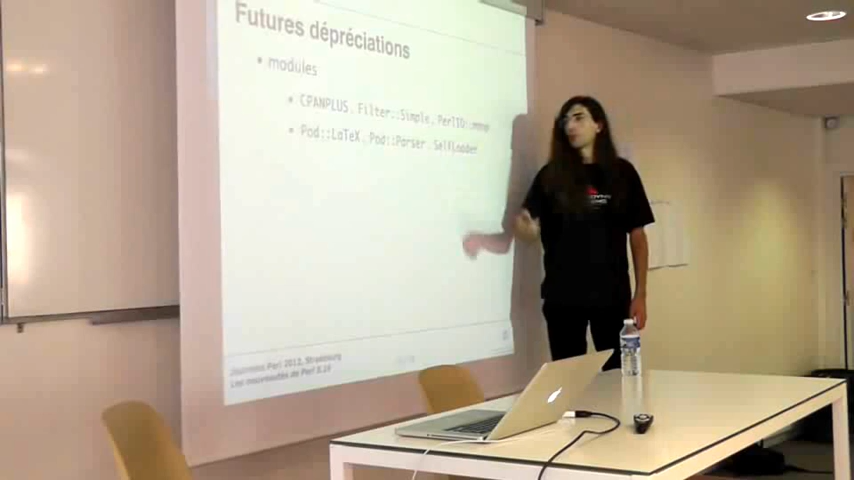 Futures dépréciations
• modules
• CPANPLUS, Filter::Simple, PerlIO::mmap
• Pod::LaTeX, Pod::Parser, SelfLoader
Journées Perl 2012, Strasbourg
Les nouveautés de Perl 5.16